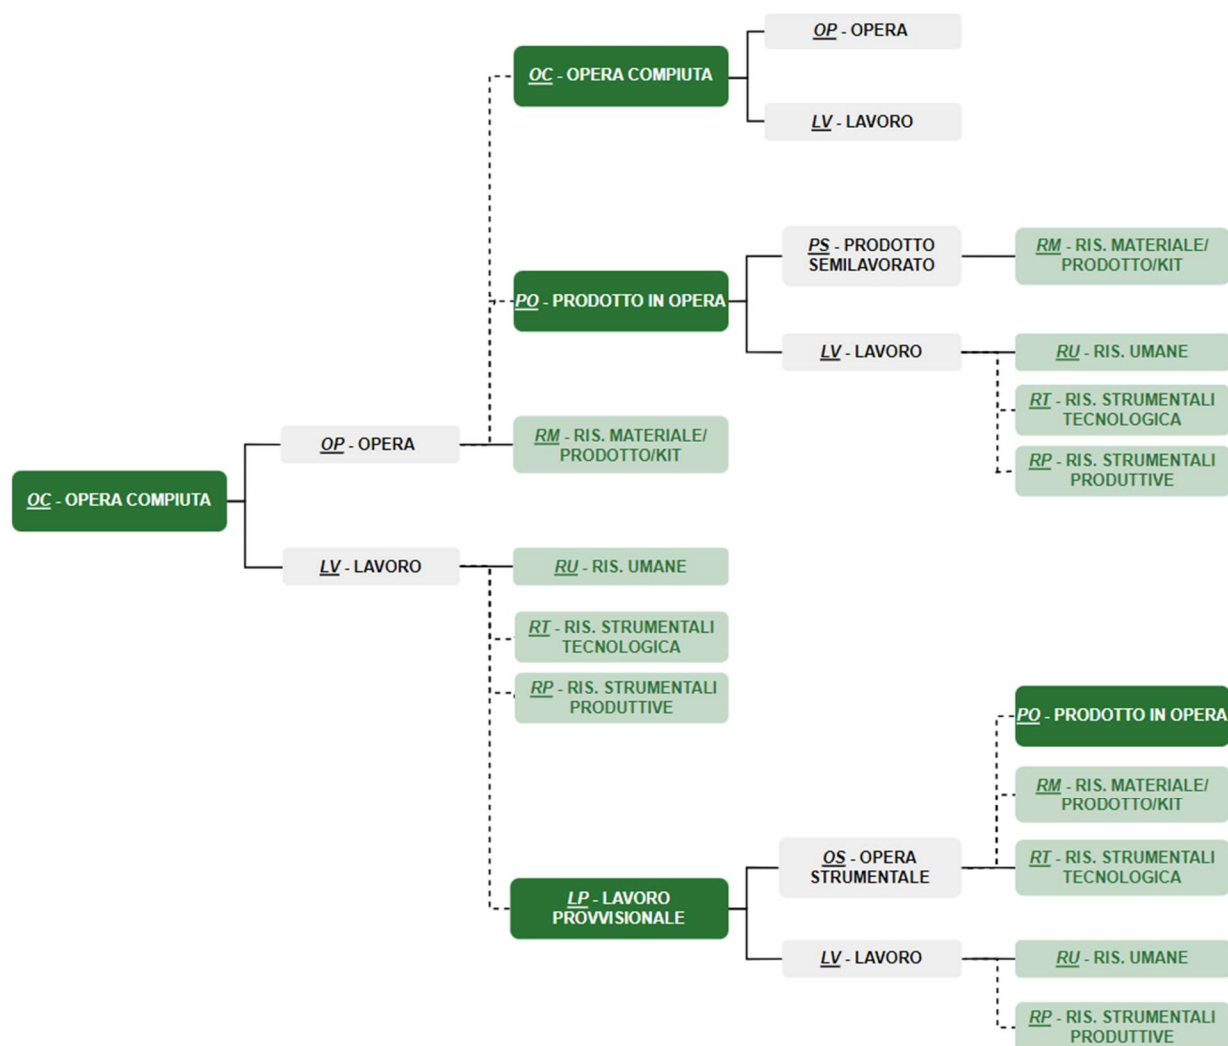 OP - OPERA
OC - OPERA COMPIUTA
LV - LAVORO
PS - PRODOTTO
SEMILAVORATO
RM - RIS. MATERIALE/
PRODOTTO/KIT
PO - PRODOTTO IN OPERA
LV - LAVORO
RU - RIS. UMANE
RT - RIS. STRUMENTALI
TECNOLOGICA
RP - RIS. STRUMENTALI
PRODUTTIVE
OP - OPERA
RM - RIS. MATERIALE/
PRODOTTO/KIT
OC - OPERA COMPIUTA
LV - LAVORO
RU - RIS. UMANE
RT - RIS. STRUMENTALI
TECNOLOGICA
RP - RIS. STRUMENTALI
PRODUTTIVE
PO - PRODOTTO IN OPERA
RM - RIS. MATERIALE/
PRODOTTO/KIT
OS - OPERA
STRUMENTALE
RT - RIS. STRUMENTALI
TECNOLOGICA
LP - LAVORO
PROVVISIONALE
LV - LAVORO
RU - RIS. UMANE
RP - RIS. STRUMENTALI
PRODUTTIVE